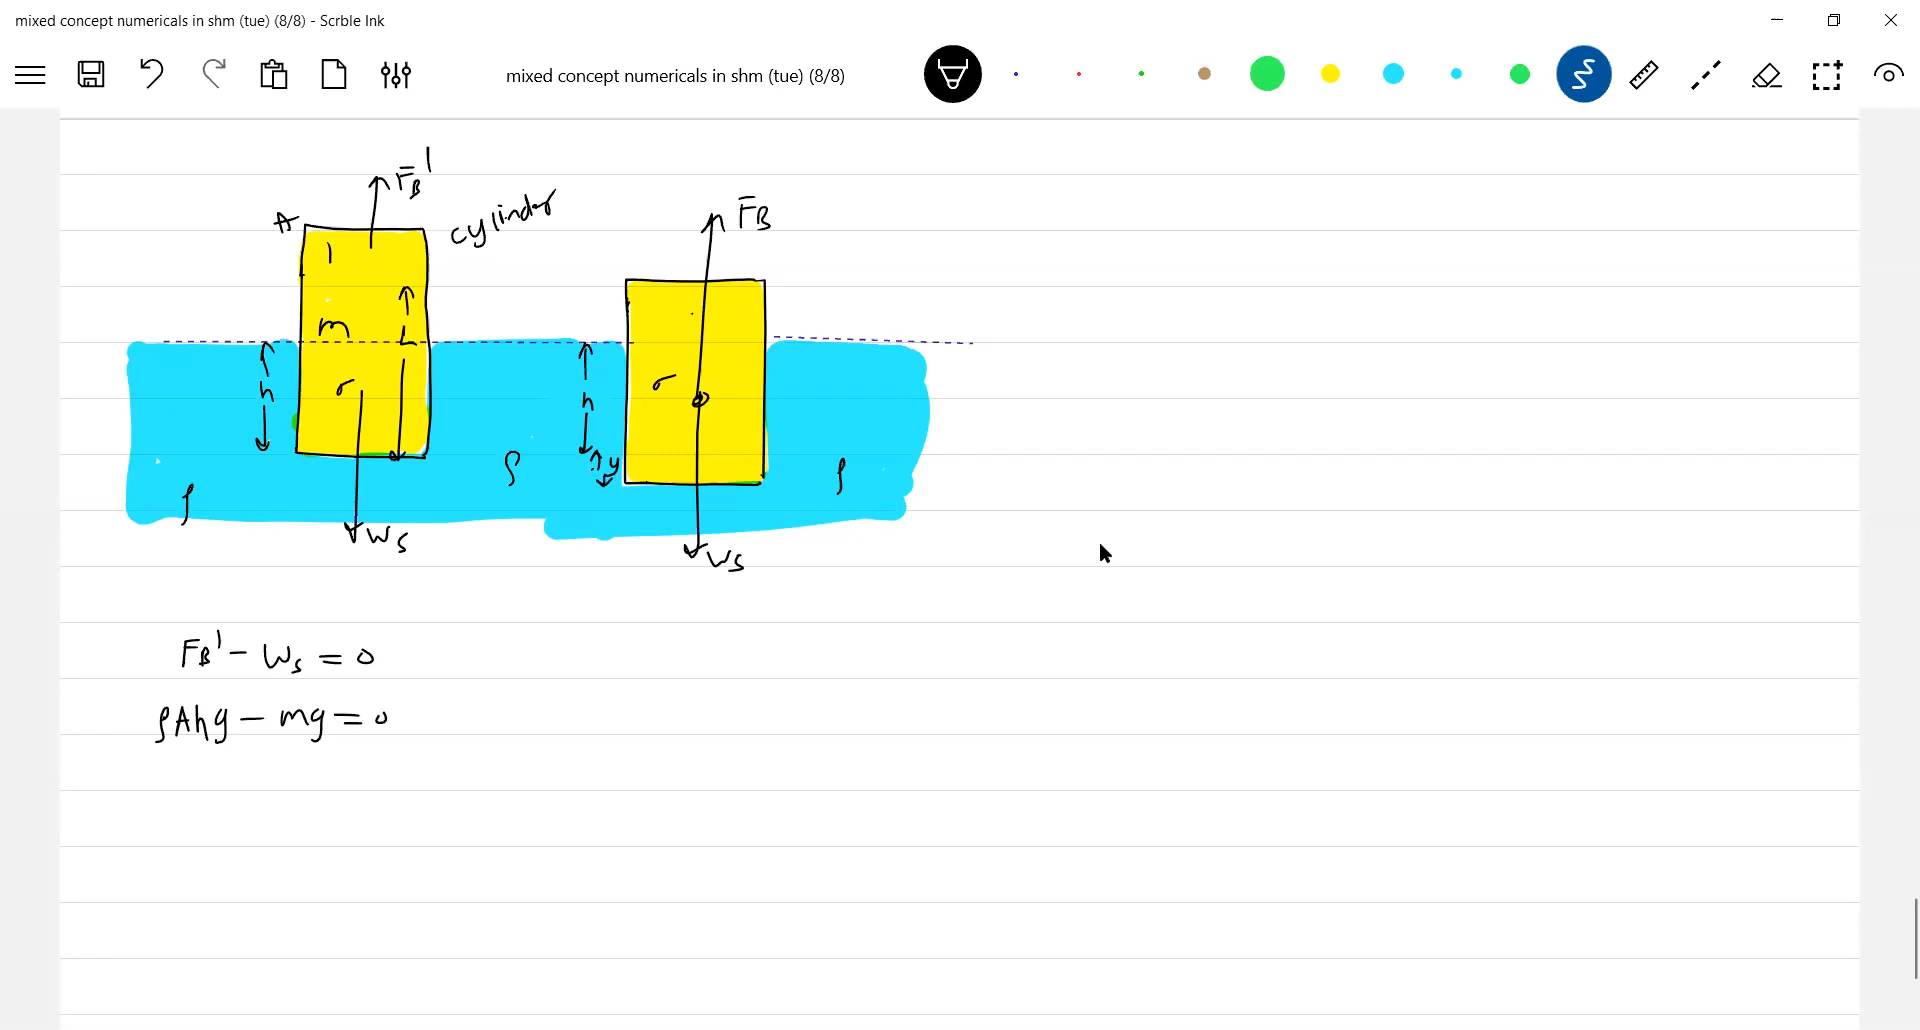 mixed concept numericals in shm (tue) (8/8) - Scrble Ink
mixed concept numericals in shm (tue) (8/8)
F_B'
A
cylinder
F_B
l
m
L
h
σ
h
σ
y
ρ
ρ
ρ
W_S
W_S
F_B' - W_S = 0
ρAhg - mg = 0